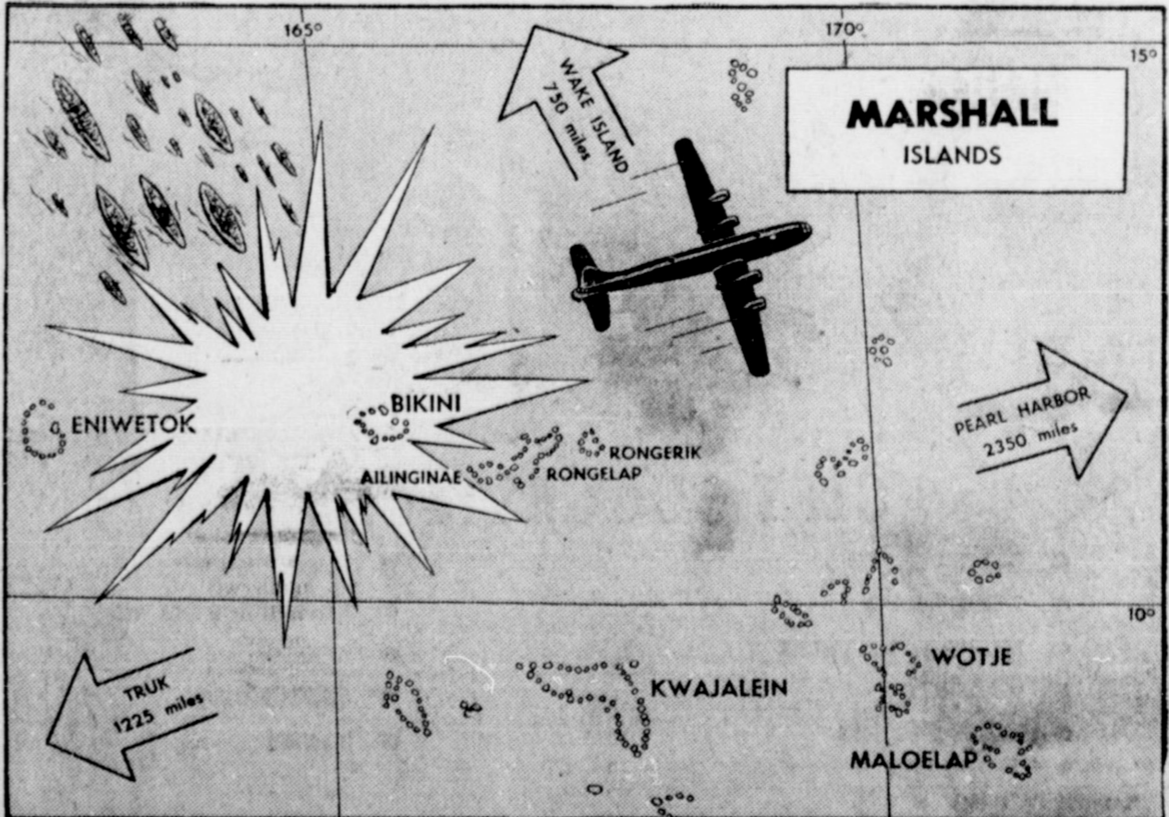 165°
170°
15°
WAKE ISLAND
750 miles
MARSHALL
ISLANDS
ENIWETOK
BIKINI
PEARL HARBOR
2350 miles
RONGERIK
AILINGINAE
RONGELAP
10°
WOTJE
TRUK
1225 miles
KWAJALEIN
MALOELAP